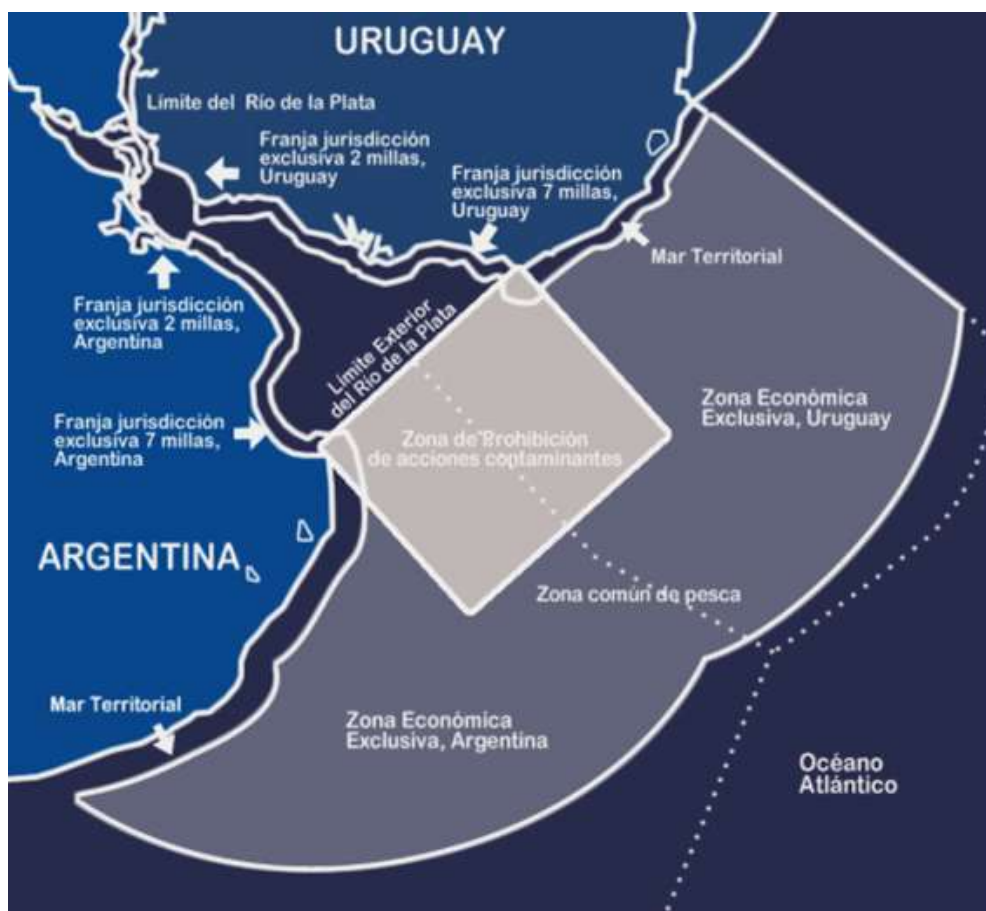 URUGUAY
Límite del Río de la Plata
Franja jurisdicción
exclusiva 2 millas,
Uruguay
Franja jurisdicción
exclusiva 7 millas,
Uruguay
Mar Territorial
Franja jurisdicción
exclusiva 2 millas,
Argentina
Límite Exterior
del Río de la Plata
Zona Económica
Exclusiva, Uruguay
Franja jurisdicción
exclusiva 7 millas,
Argentina
Zona de Prohibición
de acciones contaminantes
ARGENTINA
Zona común de pesca
Mar Territorial
Zona Económica
Exclusiva, Argentina
Océano
Atlántico